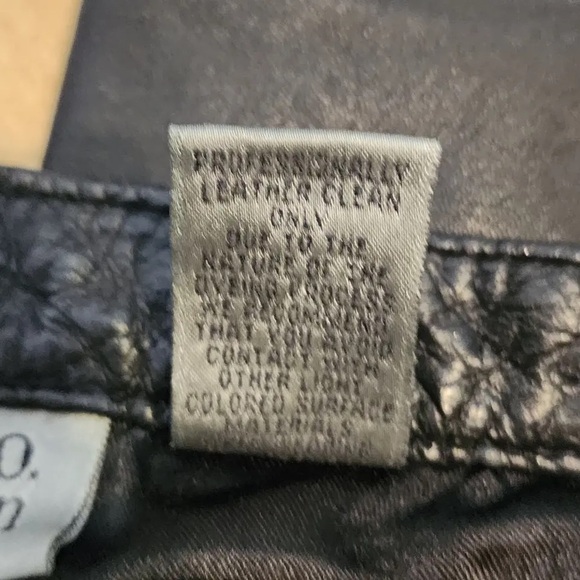 PROFESSIONALLY
LEATHER CLEAN
ONLY
DUE TO THE
NATURE OF THE
DYEING PROCESS
WE RECOMMEND
THAT YOU AVOID
CONTACT WITH
OTHER LIGHT
COLORED SURFACE
MATERIALS
O.